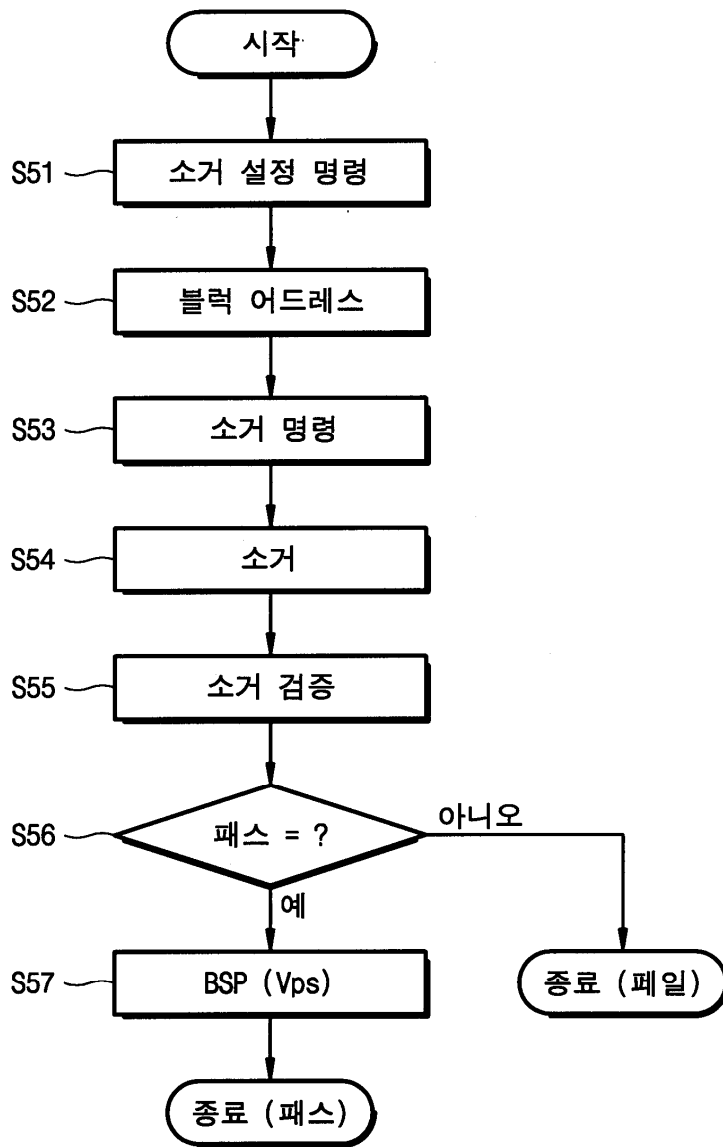 시작
S51 소거 설정 명령
S52 블럭 어드레스
S53 소거 명령
S54 소거
S55 소거 검증
S56 패스 = ? 아니오
예
S57 BSP (Vps) 종료 (페일)
종료 (패스)